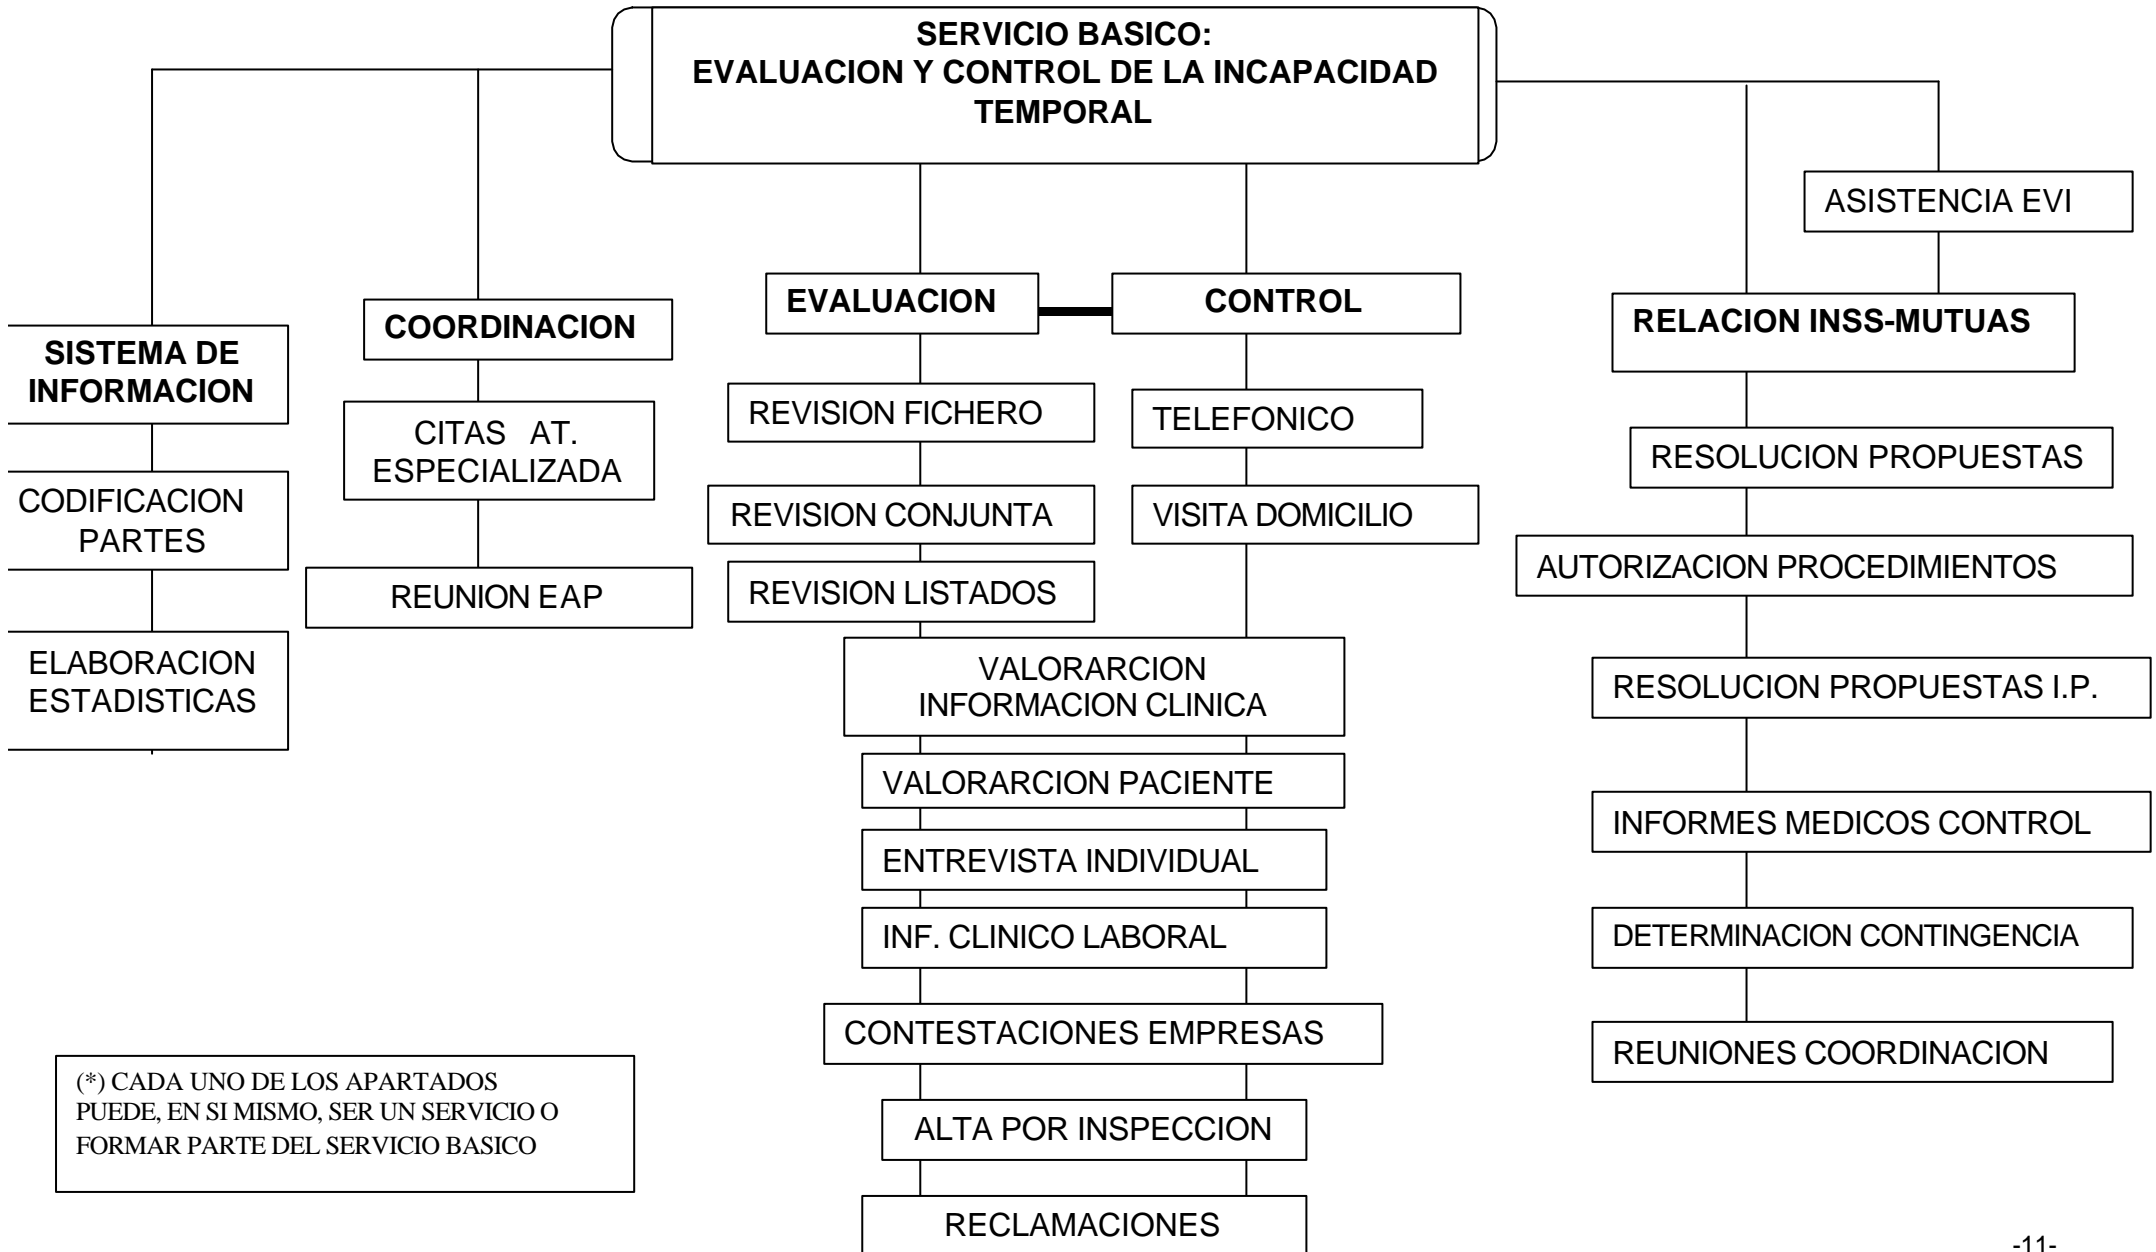 SERVICIO BASICO:
EVALUACION Y CONTROL DE LA INCAPACIDAD
TEMPORAL
ASISTENCIA EVI
SISTEMA DE
INFORMACION
CODIFICACION
PARTES
ELABORACION
ESTADISTICAS
COORDINACION
CITAS   AT.
ESPECIALIZADA
REUNION EAP
EVALUACION
REVISION FICHERO
REVISION CONJUNTA
REVISION LISTADOS
CONTROL
TELEFONICO
VISITA DOMICILIO
VALORARCION
INFORMACION CLINICA
VALORARCION PACIENTE
ENTREVISTA INDIVIDUAL
INF. CLINICO LABORAL
CONTESTACIONES EMPRESAS
ALTA POR INSPECCION
RECLAMACIONES
RELACION INSS-MUTUAS
RESOLUCION PROPUESTAS
AUTORIZACION PROCEDIMIENTOS
RESOLUCION PROPUESTAS I.P.
INFORMES MEDICOS CONTROL
DETERMINACION CONTINGENCIA
REUNIONES COORDINACION
(*) CADA UNO DE LOS APARTADOS
PUEDE, EN SI MISMO, SER UN SERVICIO O
FORMAR PARTE DEL SERVICIO BASICO
-11-